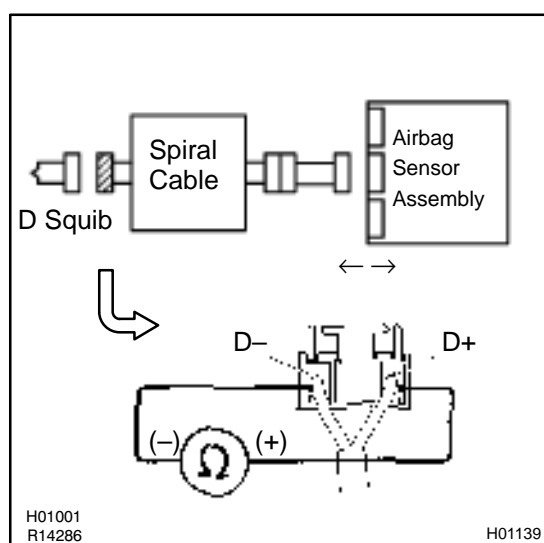 Spiral
Cable
Airbag
Sensor
Assembly
D Squib
← →
D− D+
(−) Ω (+)
H01001
R14286
H01139